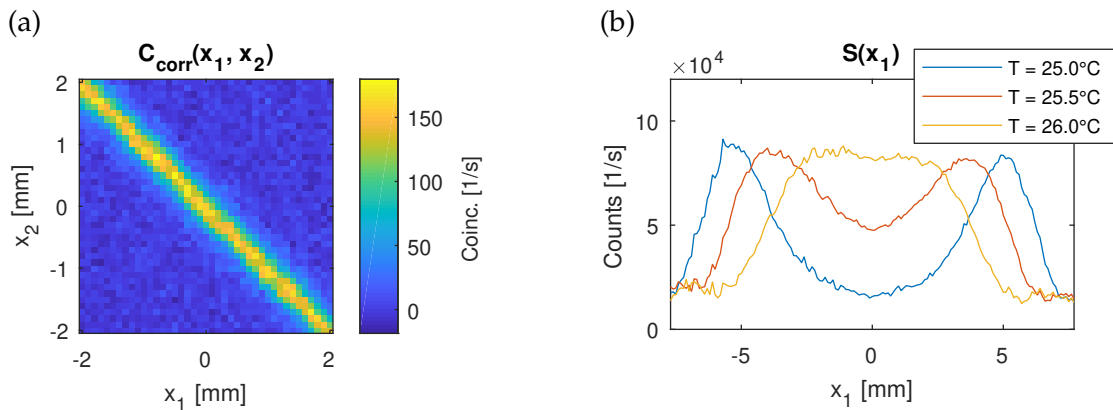 (a)
C_corr(x_1, x_2)
2
1
0
-1
-2
x_2 [mm]
-2
0
2
x_1 [mm]
150
100
50
0
Coinc. [1/s]
(b)
S(x_1)
×10^4
10
5
0
Counts [1/s]
-5
0
5
x_1 [mm]
T = 25.0°C
T = 25.5°C
T = 26.0°C